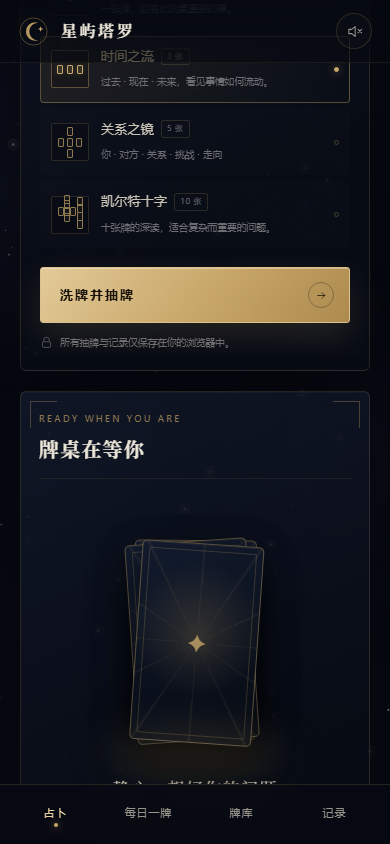 星屿塔罗
时间之流 3 张
过去 · 现在 · 未来，看见事情如何流动。
关系之镜 5 张
你 · 对方 · 关系 · 挑战 · 走向
凯尔特十字 10 张
十张牌的深读，适合复杂而重要的问题。
洗牌并抽牌
所有抽牌与记录仅保存在你的浏览器中。
READY WHEN YOU ARE
牌桌在等你
占卜
每日一牌
牌库
记录